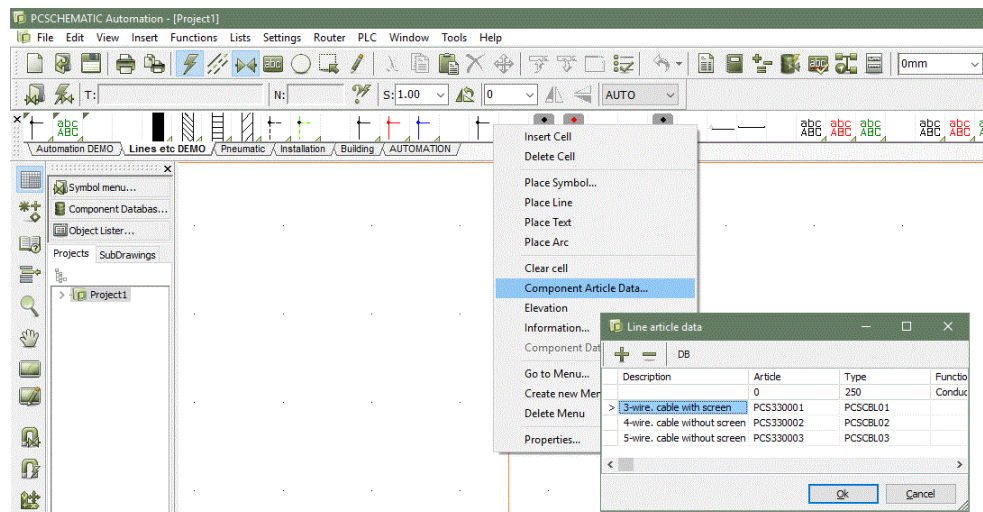 PCSCHEMATIC Automation - [Project1]
File Edit View Insert Functions Lists Settings Router PLC Window Tools Help
0mm
T: N: S: 1.00 0 AUTO
abc abc abc abc abc abc
ABC ABC ABC ABC ABC ABC
Automation DEMO Lines etc DEMO Pneumatic Installation Building AUTOMATION
Symbol menu...
Component Databas...
Object Lister...
Projects SubDrawings
Project1
Insert Cell
Delete Cell
Place Symbol...
Place Line
Place Text
Place Arc
Clear cell
Component Article Data...
Elevation
Information...
Component Dat
Go to Menu...
Create new Mer
Delete Menu
Properties...
Line article data
DB
Description Article Type Functio
0 250 Conduc
3-wire. cable with screen PCS330001 PCSCBL01
4-wire. cable without screen PCS330002 PCSCBL02
5-wire. cable without screen PCS330003 PCSCBL03
Ok Cancel